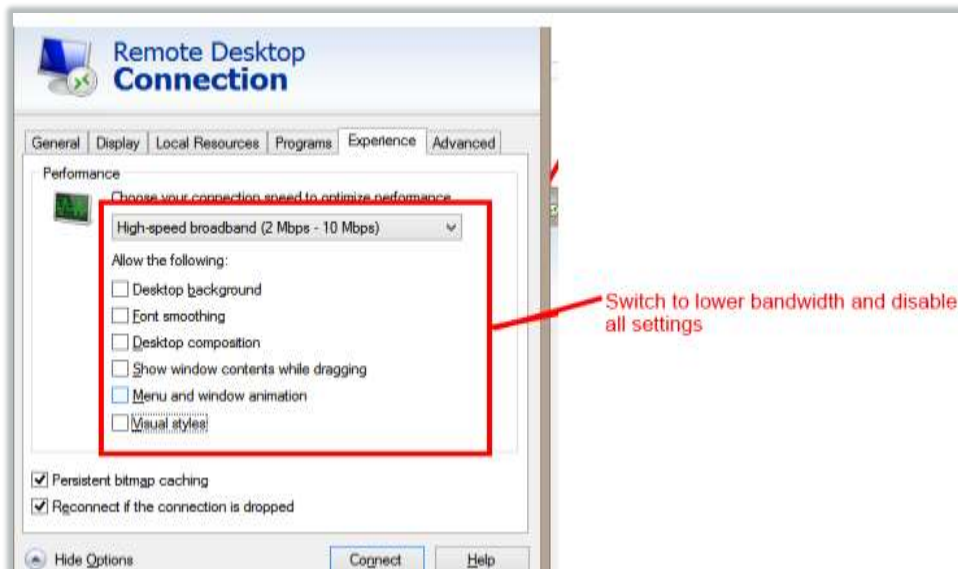 Remote Desktop
Connection
General Display Local Resources Programs Experience Advanced
Performance
Choose your connection speed to optimize performance
High-speed broadband (2 Mbps - 10 Mbps)
Allow the following:
Desktop background
Font smoothing
Desktop composition
Show window contents while dragging
Menu and window animation
Visual styles
Switch to lower bandwidth and disable
all settings
Persistent bitmap caching
Reconnect if the connection is dropped
Hide Options Connect Help